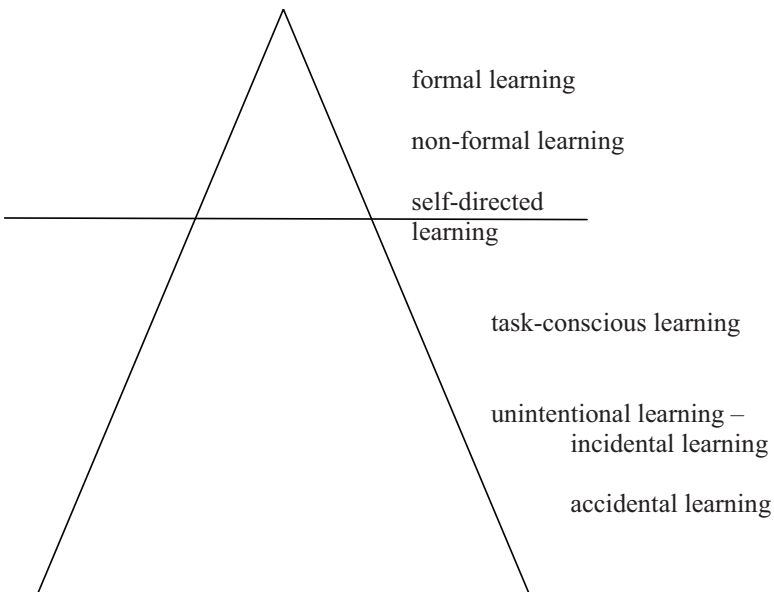 formal learning
non-formal learning
self-directed
learning
task-conscious learning
unintentional learning –
incidental learning
accidental learning